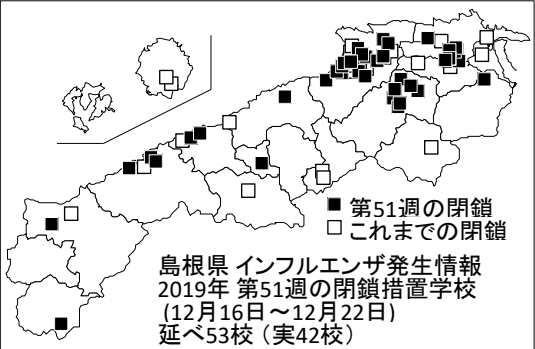 ■ 第51週の閉鎖
□ これまでの閉鎖
島根県 インフルエンザ発生情報
2019年 第51週の閉鎖措置学校
(12月16日～12月22日)
延べ53校（実42校）